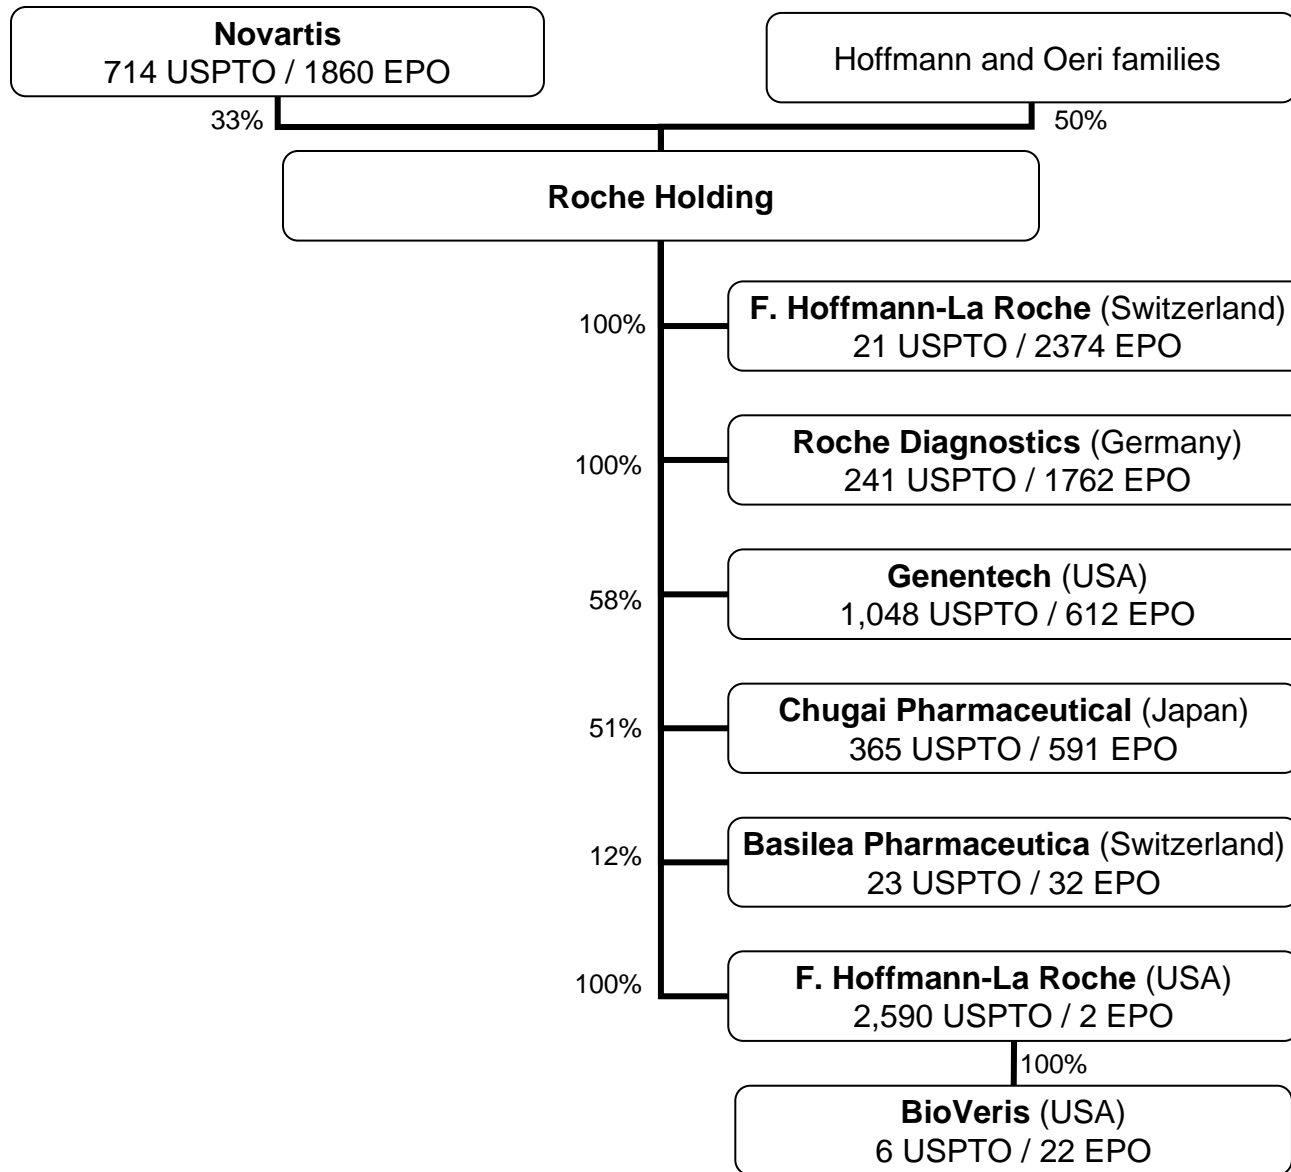 Novartis
714 USPTO / 1860 EPO
Hoffmann and Oeri families
33%
50%
Roche Holding
100%
F. Hoffmann-La Roche (Switzerland)
21 USPTO / 2374 EPO
100%
Roche Diagnostics (Germany)
241 USPTO / 1762 EPO
58%
Genentech (USA)
1,048 USPTO / 612 EPO
51%
Chugai Pharmaceutical (Japan)
365 USPTO / 591 EPO
12%
Basilea Pharmaceutica (Switzerland)
23 USPTO / 32 EPO
100%
F. Hoffmann-La Roche (USA)
2,590 USPTO / 2 EPO
100%
BioVeris (USA)
6 USPTO / 22 EPO